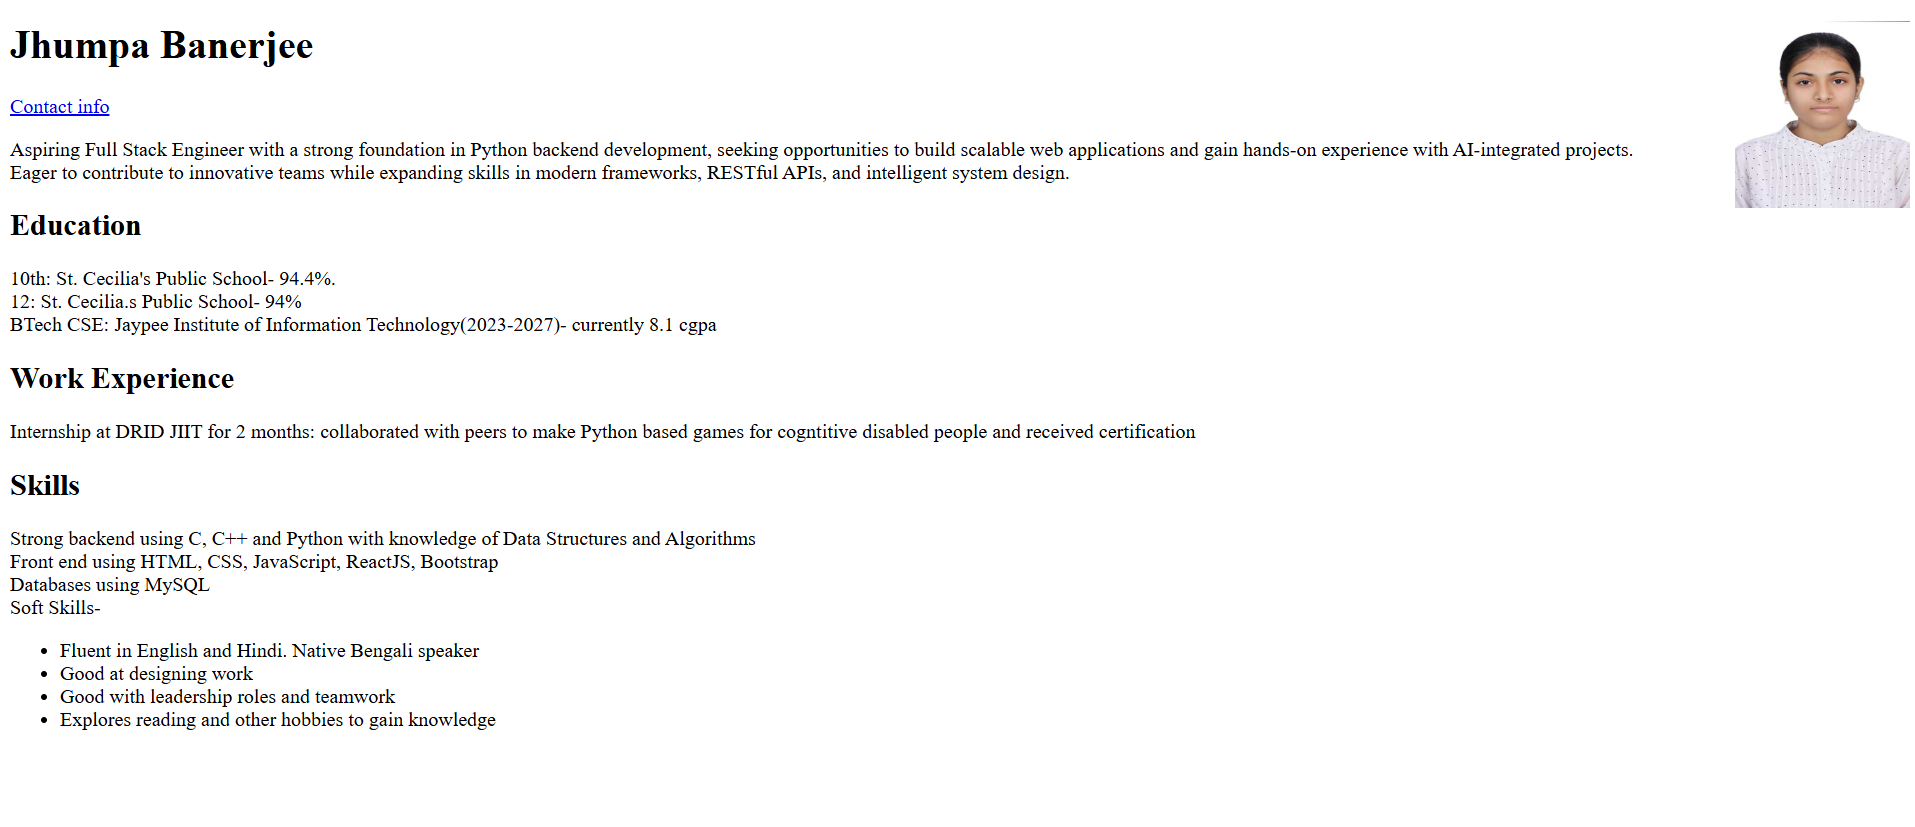 Jhumpa Banerjee
Contact info
Aspiring Full Stack Engineer with a strong foundation in Python backend development, seeking opportunities to build scalable web applications and gain hands-on experience with AI-integrated projects.
Eager to contribute to innovative teams while expanding skills in modern frameworks, RESTful APIs, and intelligent system design.
Education
10th: St. Cecilia's Public School- 94.4%.
12: St. Cecilia.s Public School- 94%
BTech CSE: Jaypee Institute of Information Technology(2023-2027)- currently 8.1 cgpa
Work Experience
Internship at DRID JIIT for 2 months: collaborated with peers to make Python based games for cogntitive disabled people and received certification
Skills
Strong backend using C, C++ and Python with knowledge of Data Structures and Algorithms
Front end using HTML, CSS, JavaScript, ReactJS, Bootstrap
Databases using MySQL
Soft Skills-
• Fluent in English and Hindi. Native Bengali speaker
• Good at designing work
• Good with leadership roles and teamwork
• Explores reading and other hobbies to gain knowledge